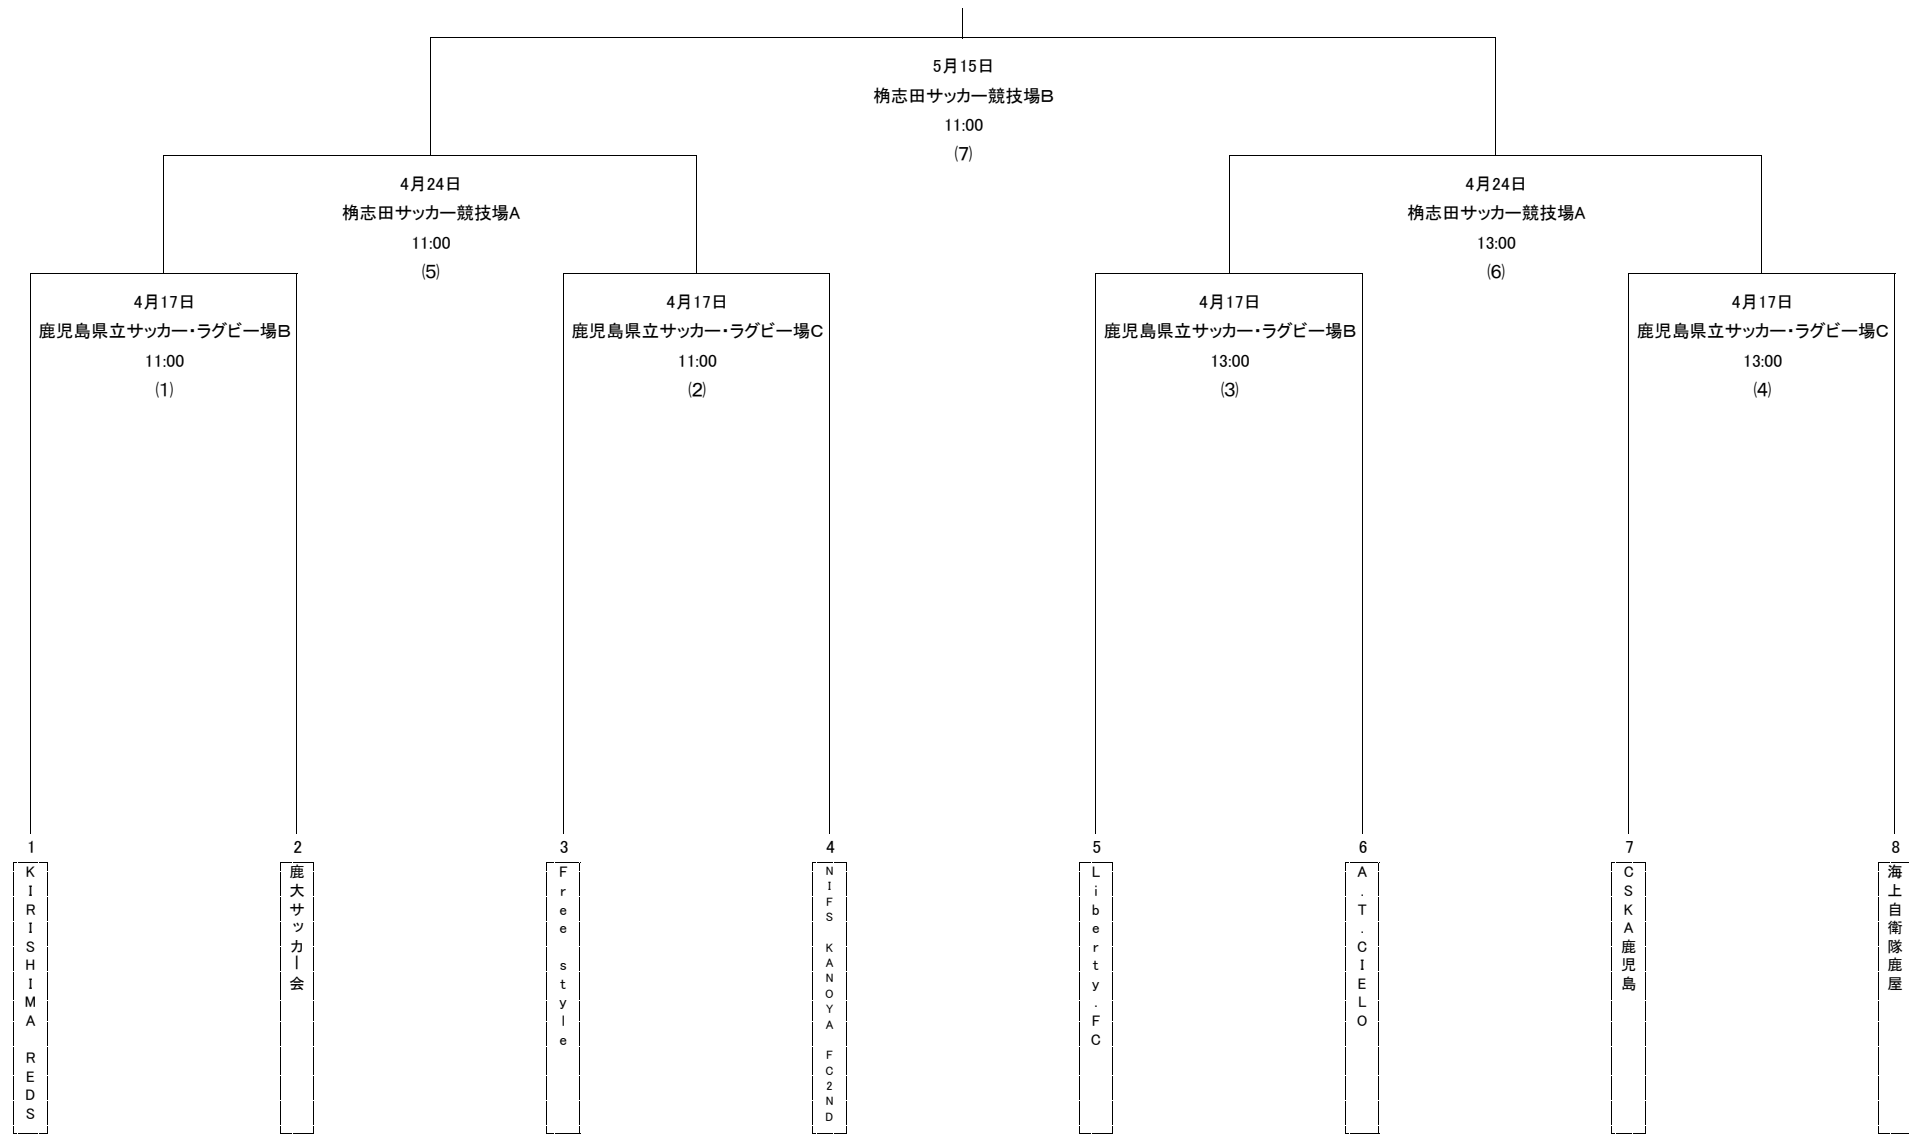 5月15日
桷志田サッカー競技場B
11:00
(7)
4月24日
桷志田サッカー競技場A
11:00
(5)
4月24日
桷志田サッカー競技場A
13:00
(6)
4月17日
鹿児島県立サッカー・ラグビー場B
11:00
(1)
4月17日
鹿児島県立サッカー・ラグビー場C
11:00
(2)
4月17日
鹿児島県立サッカー・ラグビー場B
13:00
(3)
4月17日
鹿児島県立サッカー・ラグビー場C
13:00
(4)
1
KIRISHIMA REDS
2
鹿大サッカー会
3
Free style
4
NIFS KANOYA FC2ND
5
Liberty.FC
6
A.T.CIELO
7
CSKA鹿児島
8
海上自衛隊鹿屋